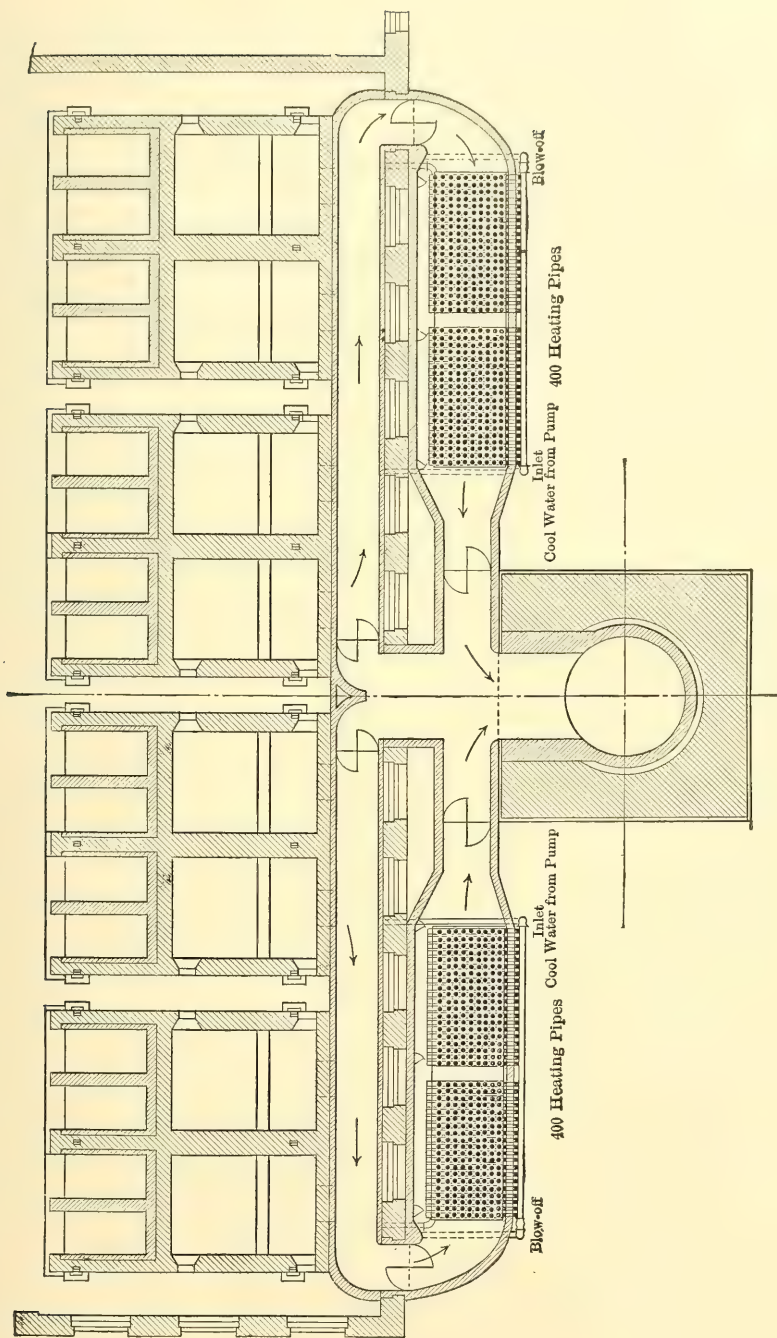 Blow-off
400 Heating Pipes
Inlet
Cool Water from Pump
Inlet
Cool Water from Pump
400 Heating Pipes
Blow-off